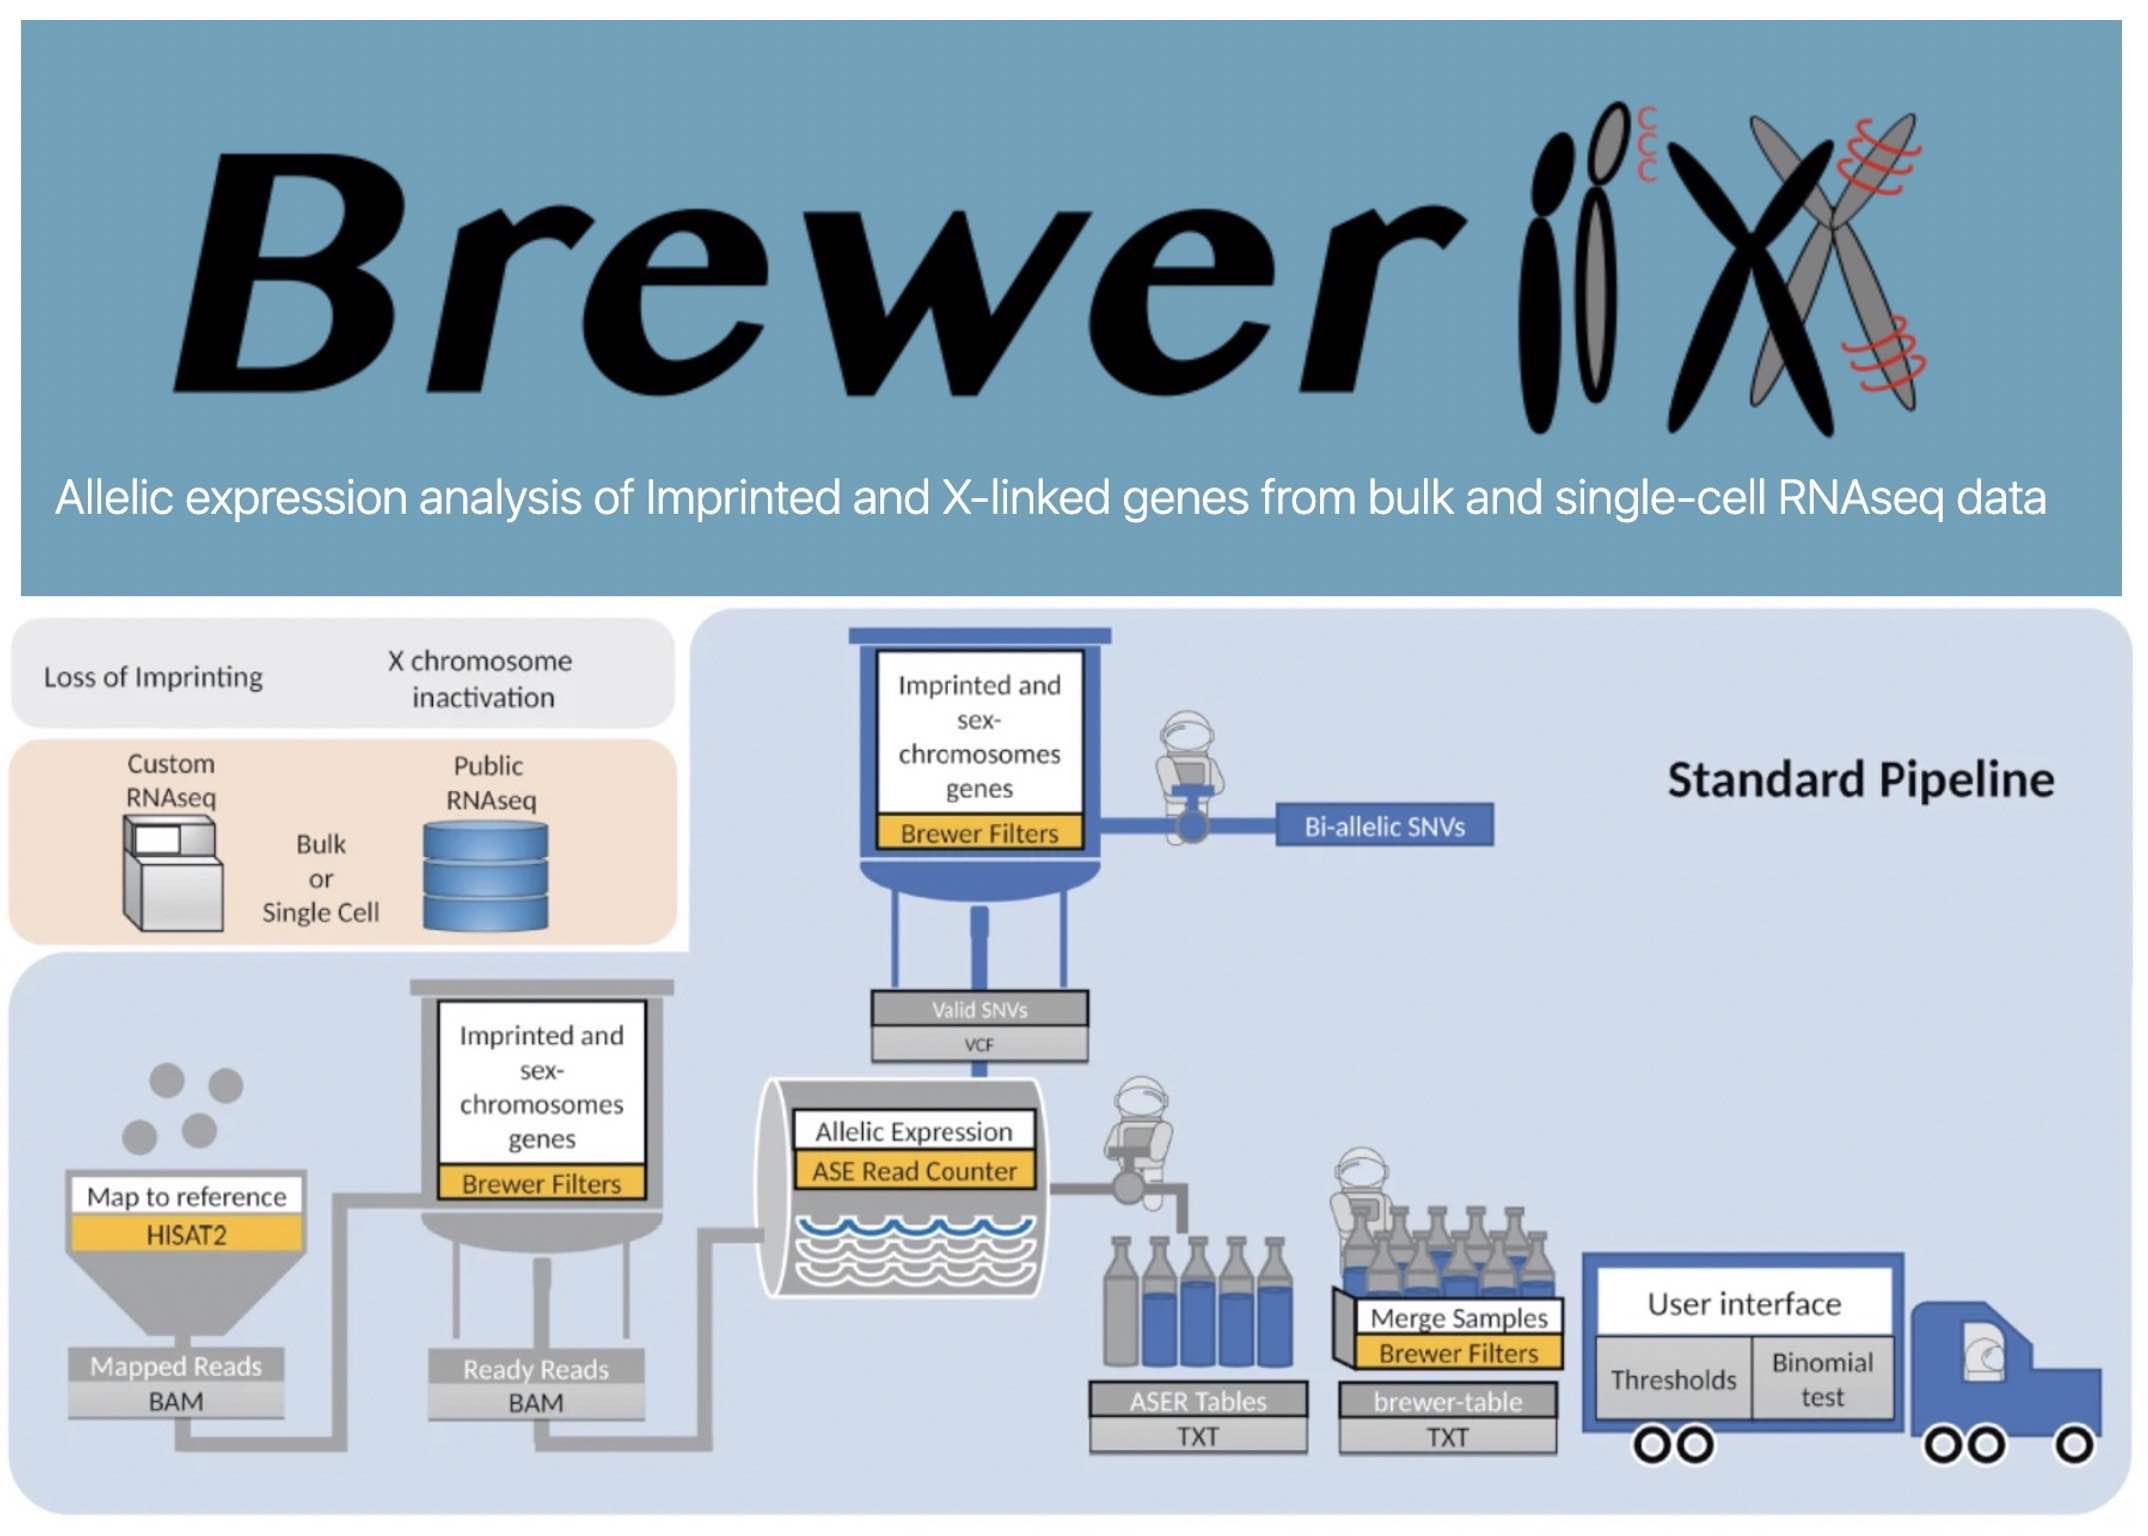 BreweriX
Allelic expression analysis of Imprinted and X-linked genes from bulk and single-cell RNAseq data
Loss of Imprinting
X chromosome
inactivation
Custom
RNAseq
Bulk
or
Single Cell
Public
RNAseq
Standard Pipeline
Imprinted and
sex-
chromosomes
genes
Brewer Filters
Bi-allelic SNVs
Valid SNVs
VCF
Map to reference
HISAT2
Mapped Reads
BAM
Imprinted and
sex-
chromosomes
genes
Brewer Filters
Ready Reads
BAM
Allelic Expression
ASE Read Counter
ASER Tables
TXT
Merge Samples
Brewer Filters
brewer-table
TXT
User interface
Thresholds
Binomial
test